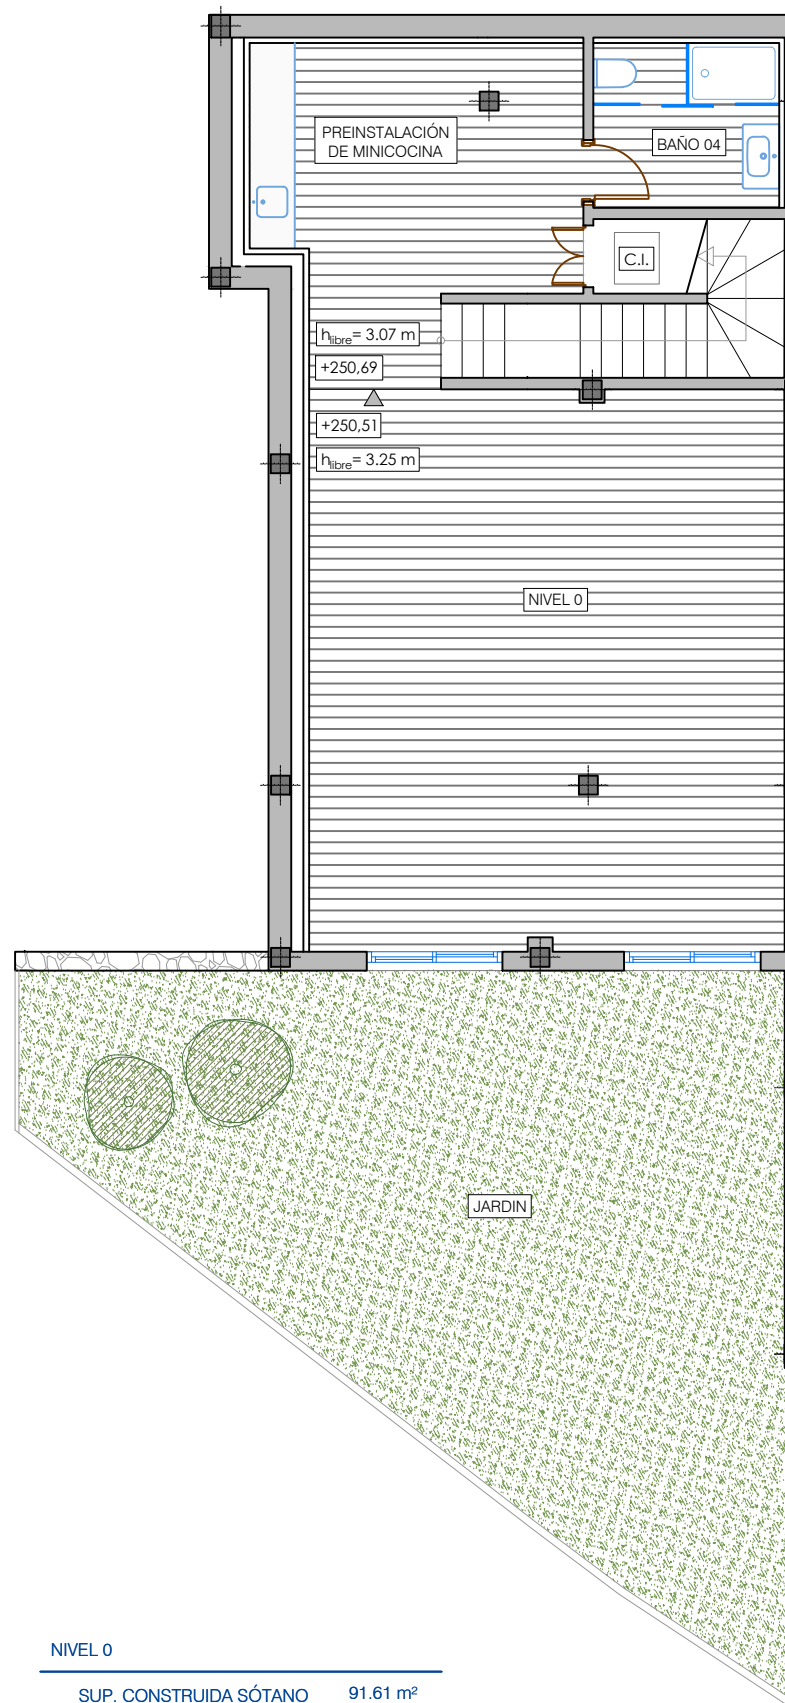 PREINSTALACIÓN
DE MINICOCINA
BAÑO 04
C.I.
hlibre= 3.07 m
+250,69
+250,51
hlibre= 3.25 m
NIVEL 0
JARDIN
NIVEL 0
SUP. CONSTRUIDA SÓTANO 91.61 m²